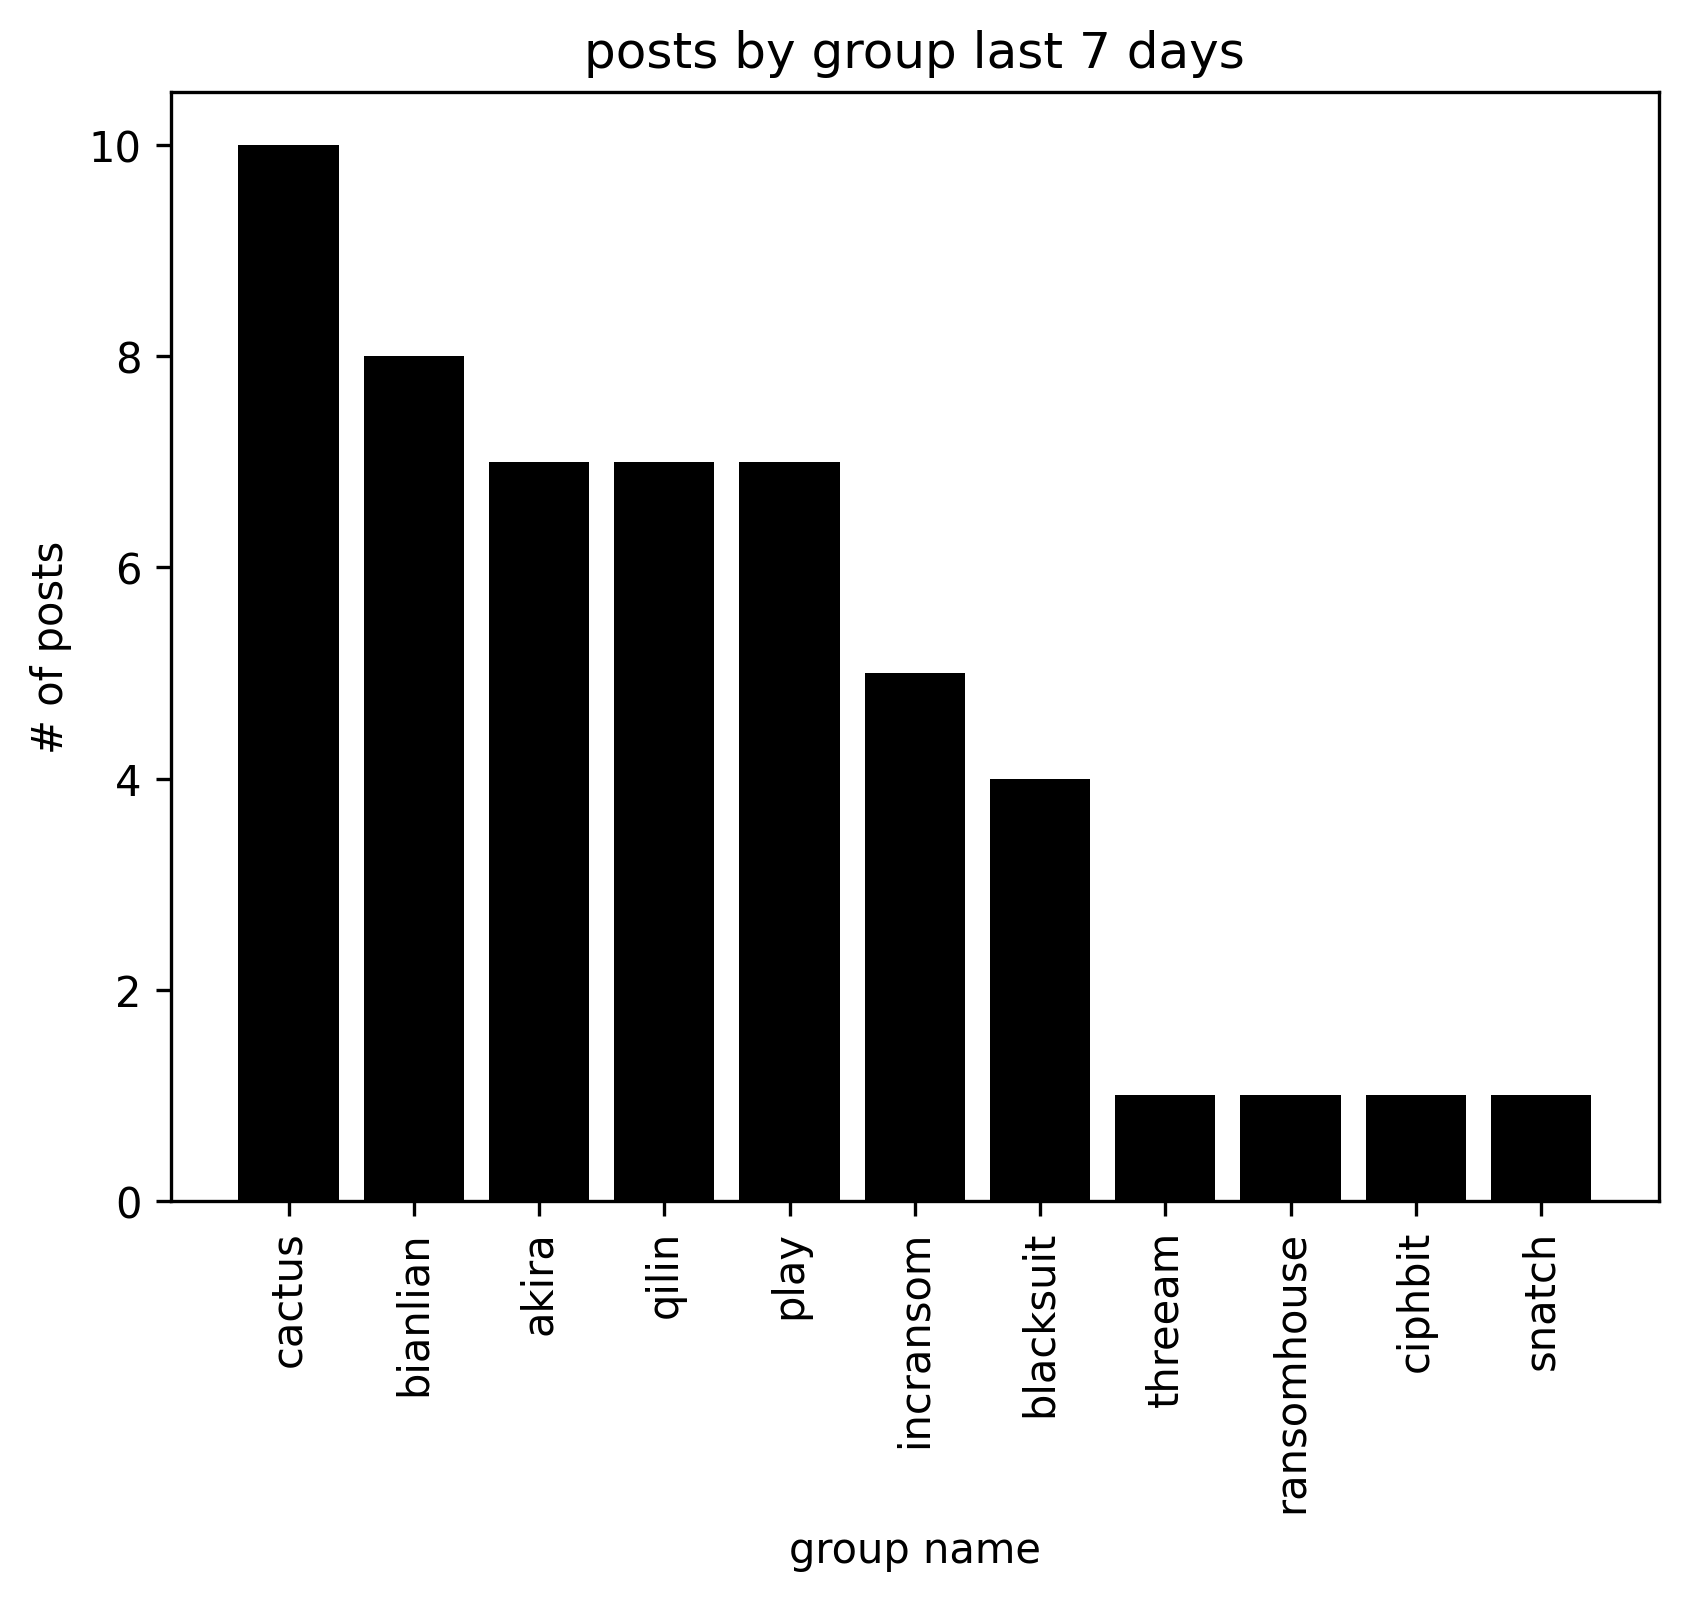 posts by group last 7 days
# of posts
10
8
6
4
2
0
cactus
bianlian
akira
qilin
play
incransom
blacksuit
threeam
ransomhouse
ciphbit
snatch
group name